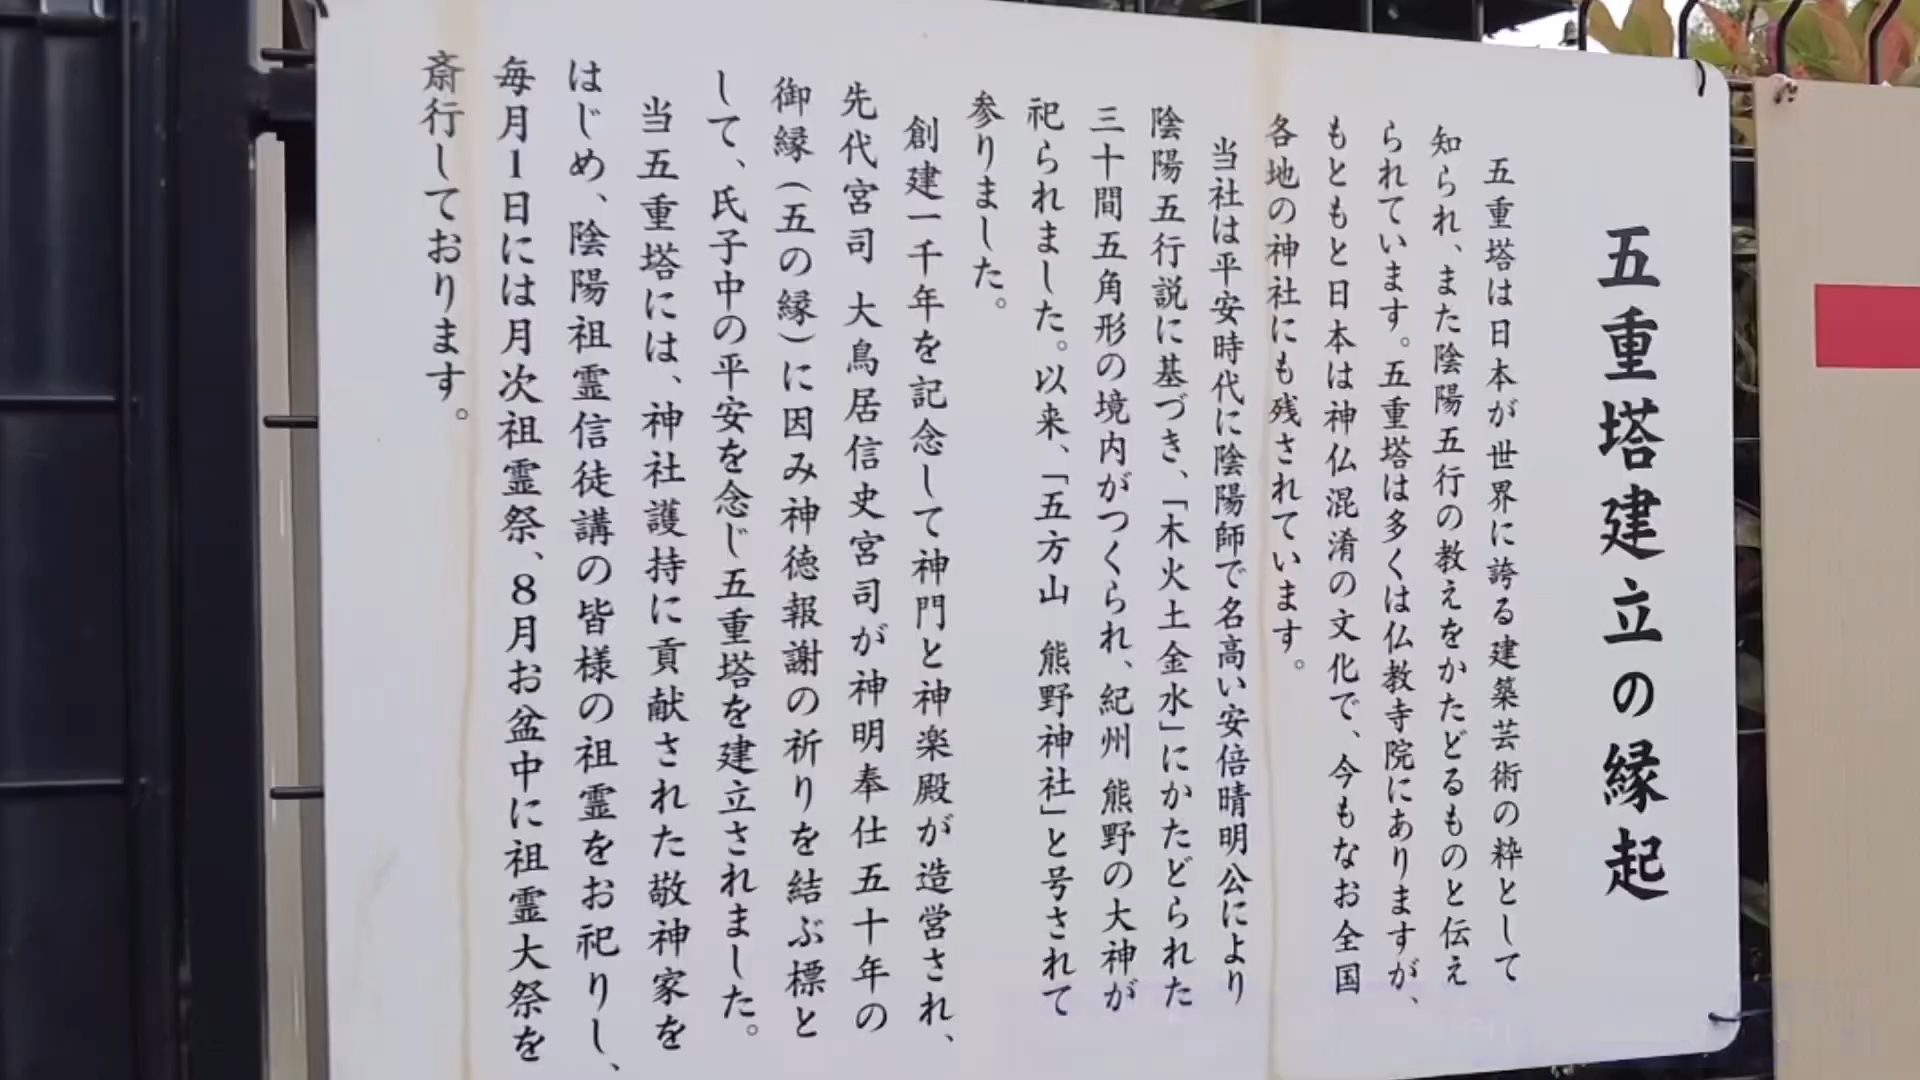 五重塔建立の縁起
五重塔は日本が世界に誇る建築芸術の粋として
知られ、また陰陽五行の教えをかたどるものと伝え
られています。五重塔は多くは仏教寺院にありますが、
もともと日本は神仏混淆の文化で、今もなお全国
各地の神社にも残されています。
当社は平安時代に陰陽師で名高い安倍晴明公により
陰陽五行説に基づき、「木火土金水」にかたどられた
三十間五角形の境内がつくられ、紀州 熊野の大神が
祀られました。以来、「五方山 熊野神社」と号されて
参りました。
創建一千年を記念して神門と神楽殿が造営され、
先代宮司 大鳥居信史宮司が神明奉仕五十年の
御縁（五の縁）に因み神徳報謝の祈りを結ぶ標と
して、氏子中の平安を念じ五重塔を建立されました。
当五重塔には、神社護持に貢献された敬神家を
はじめ、陰陽祖霊信徒講の皆様の祖霊をお祀りし、
毎月1日には月次祖霊祭、8月お盆中に祖霊大祭を
斎行しております。